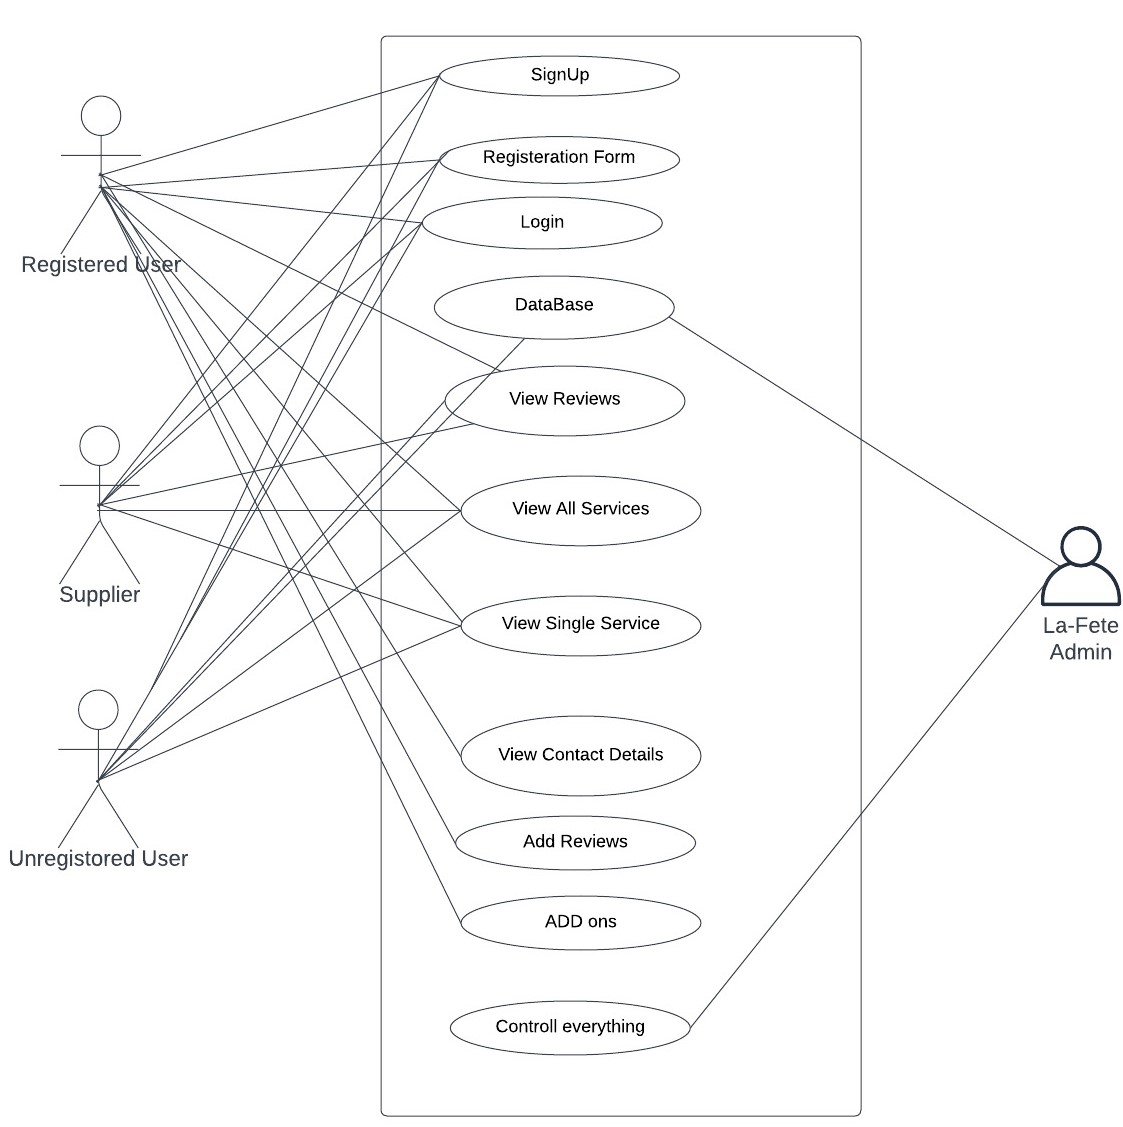 SignUp
Registeration Form
Login
Registered User
DataBase
View Reviews
View All Services
Supplier
View Single Service
La-Fete
Admin
View Contact Details
Add Reviews
Unregistored User
ADD ons
Controll everything